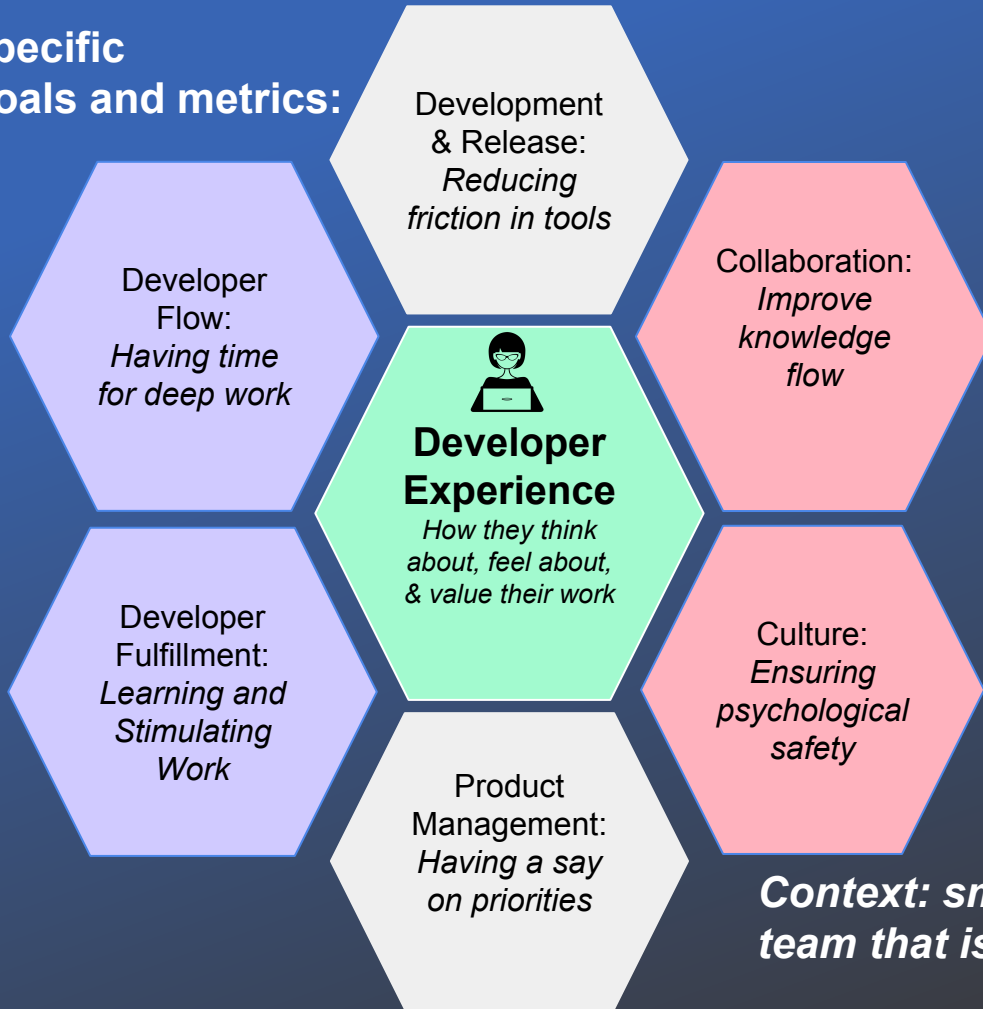 pecific
oals and metrics:
Development
& Release:
Reducing
friction in tools
Developer
Flow:
Having time
for deep work
Collaboration:
Improve
knowledge
flow
Developer
Experience
How they think
about, feel about,
& value their work
Developer
Fulfillment:
Learning and
Stimulating
Work
Culture:
Ensuring
psychological
safety
Product
Management:
Having a say
on priorities
Context: sm
team that is